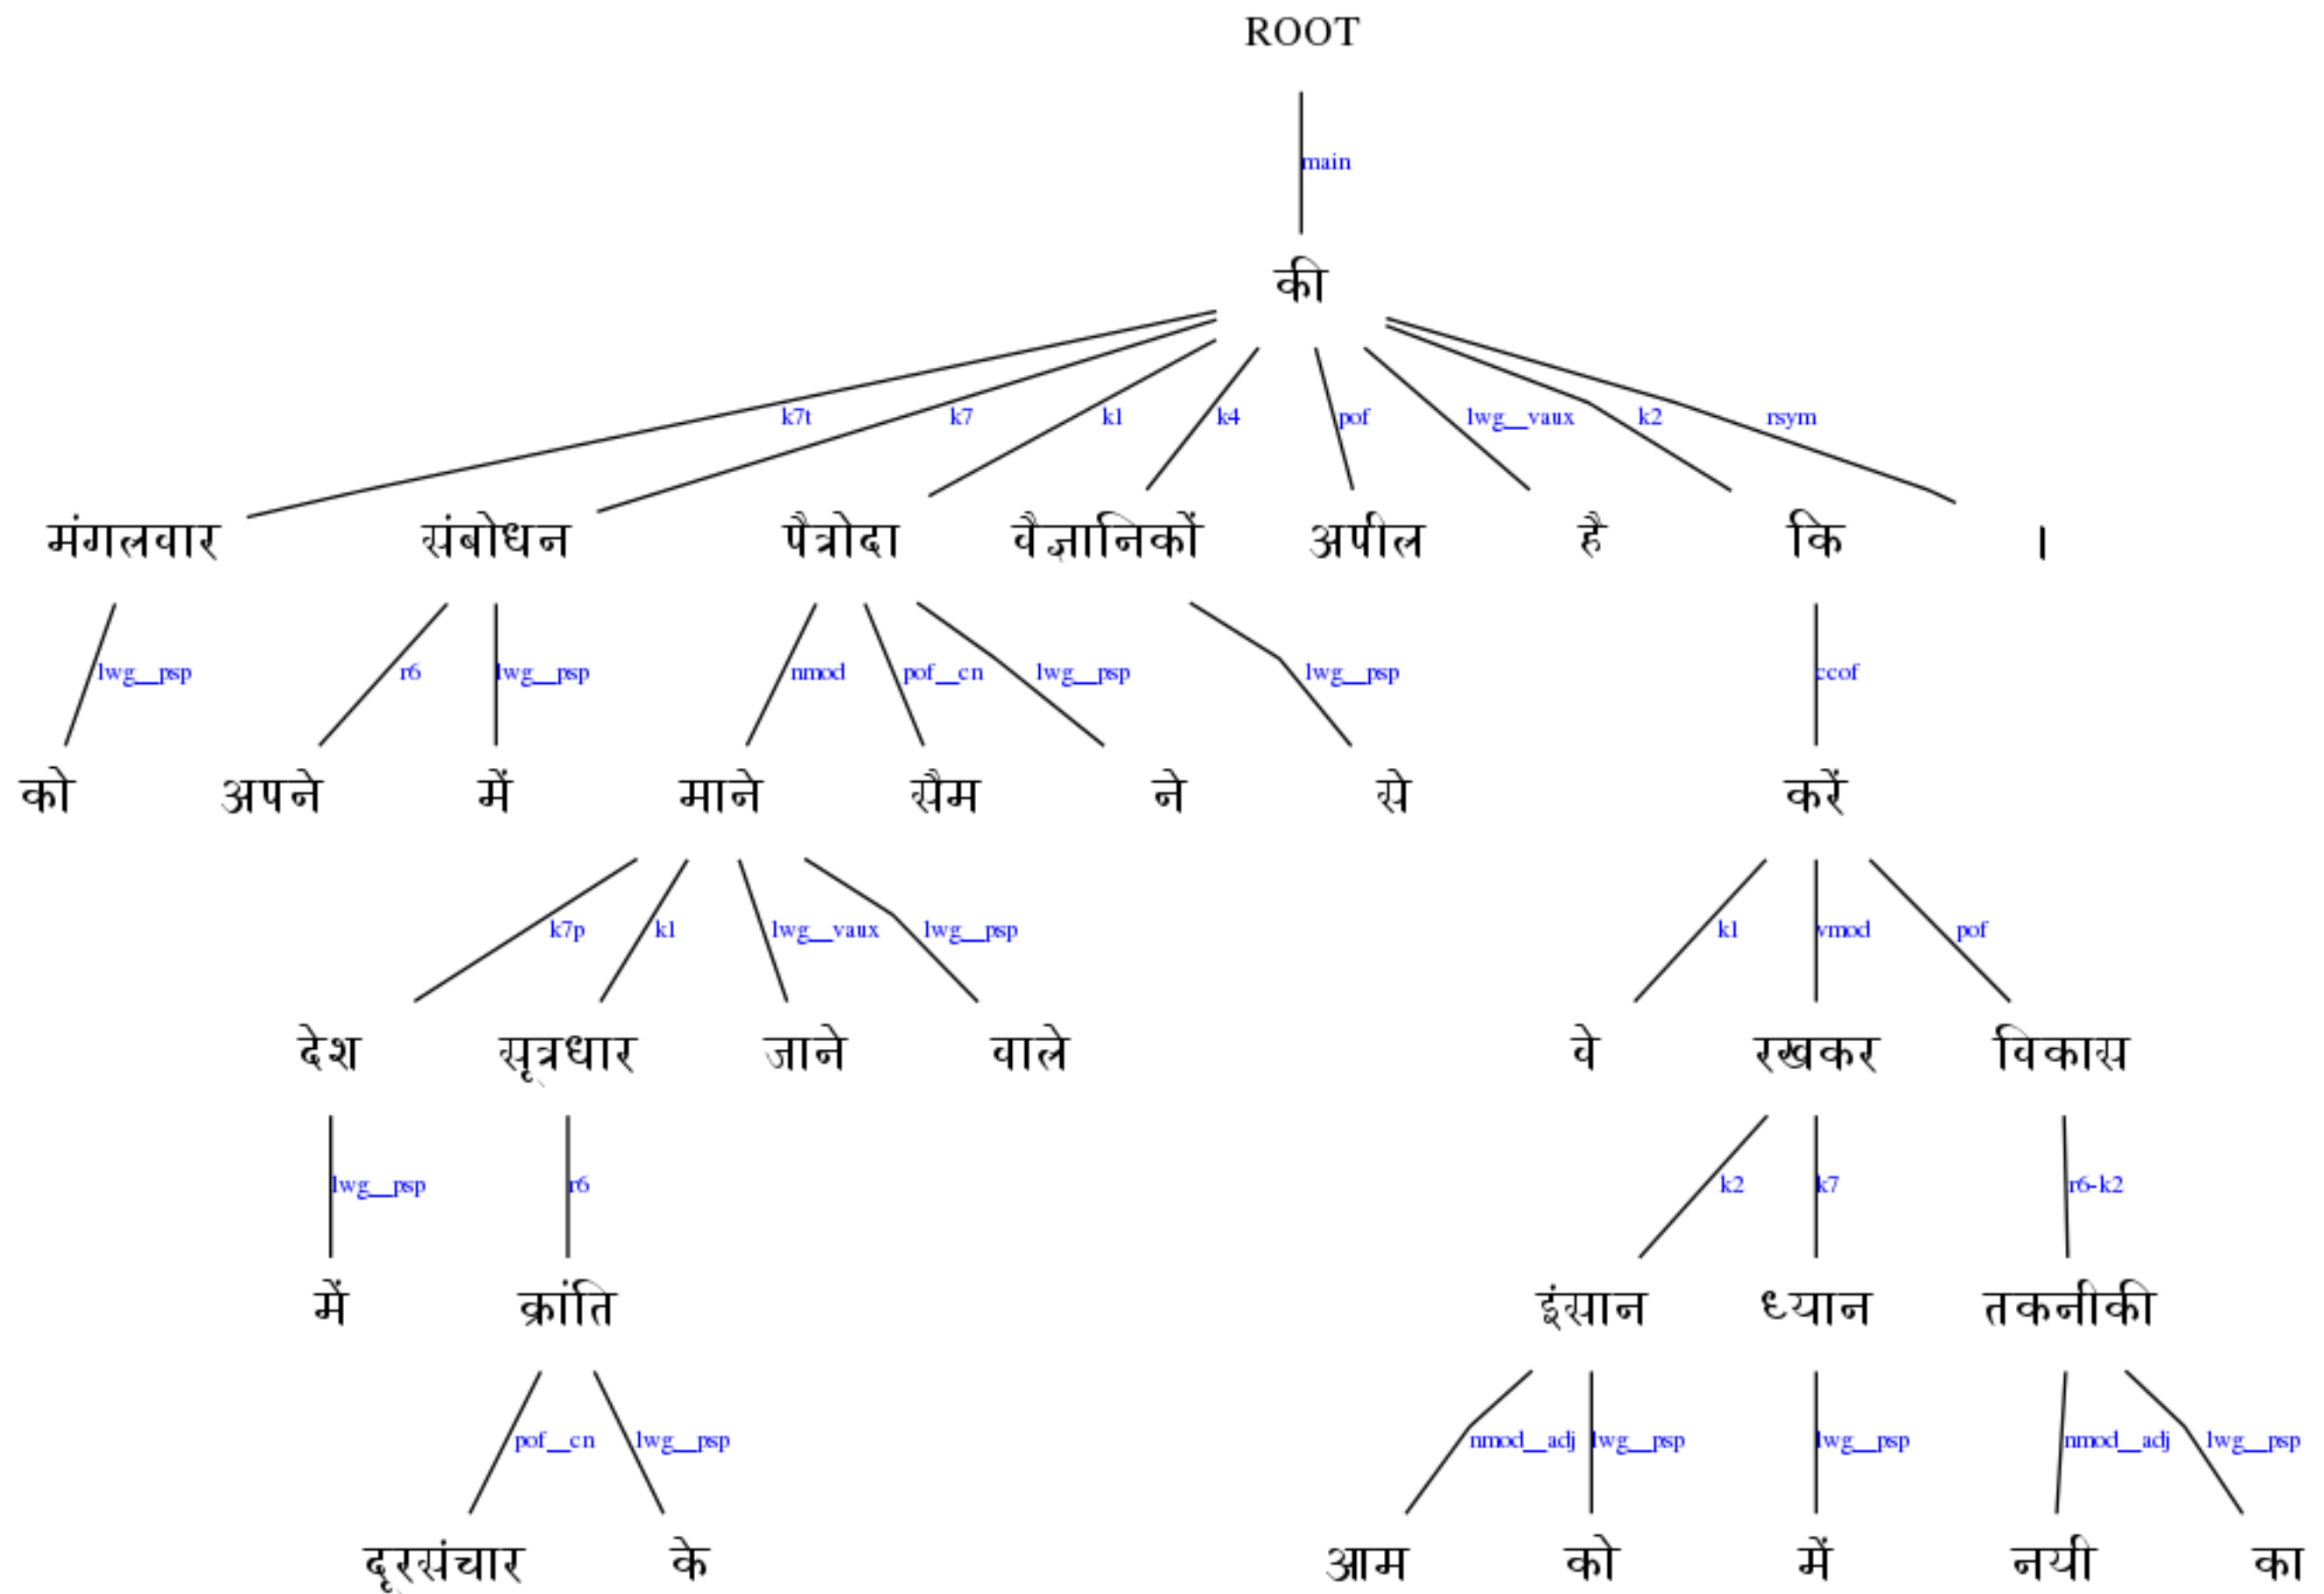 ROOT
main
की
k7t k7 k1 k4 pof lwg__vaux k2 rsym
मंगलवार संबोधन पैत्रोदा वैज्ञानिकों अपील है कि ।
lwg__psp r6 lwg__psp nmod pof__cn lwg__psp lwg__psp ccof
को अपने में माने सैम ने से करें
k7p k1 lwg__vaux lwg__psp k1 vmod pof
देश सूत्रधार जाने वाले वे रखकर विकास
lwg__psp r6 k2 k7 r6-k2
में क्रांति इंसान ध्यान तकनीकी
pof__cn lwg__psp nmod__adj lwg__psp lwg__psp nmod__adj lwg__psp
दूरसंचार के आम को में नयी का